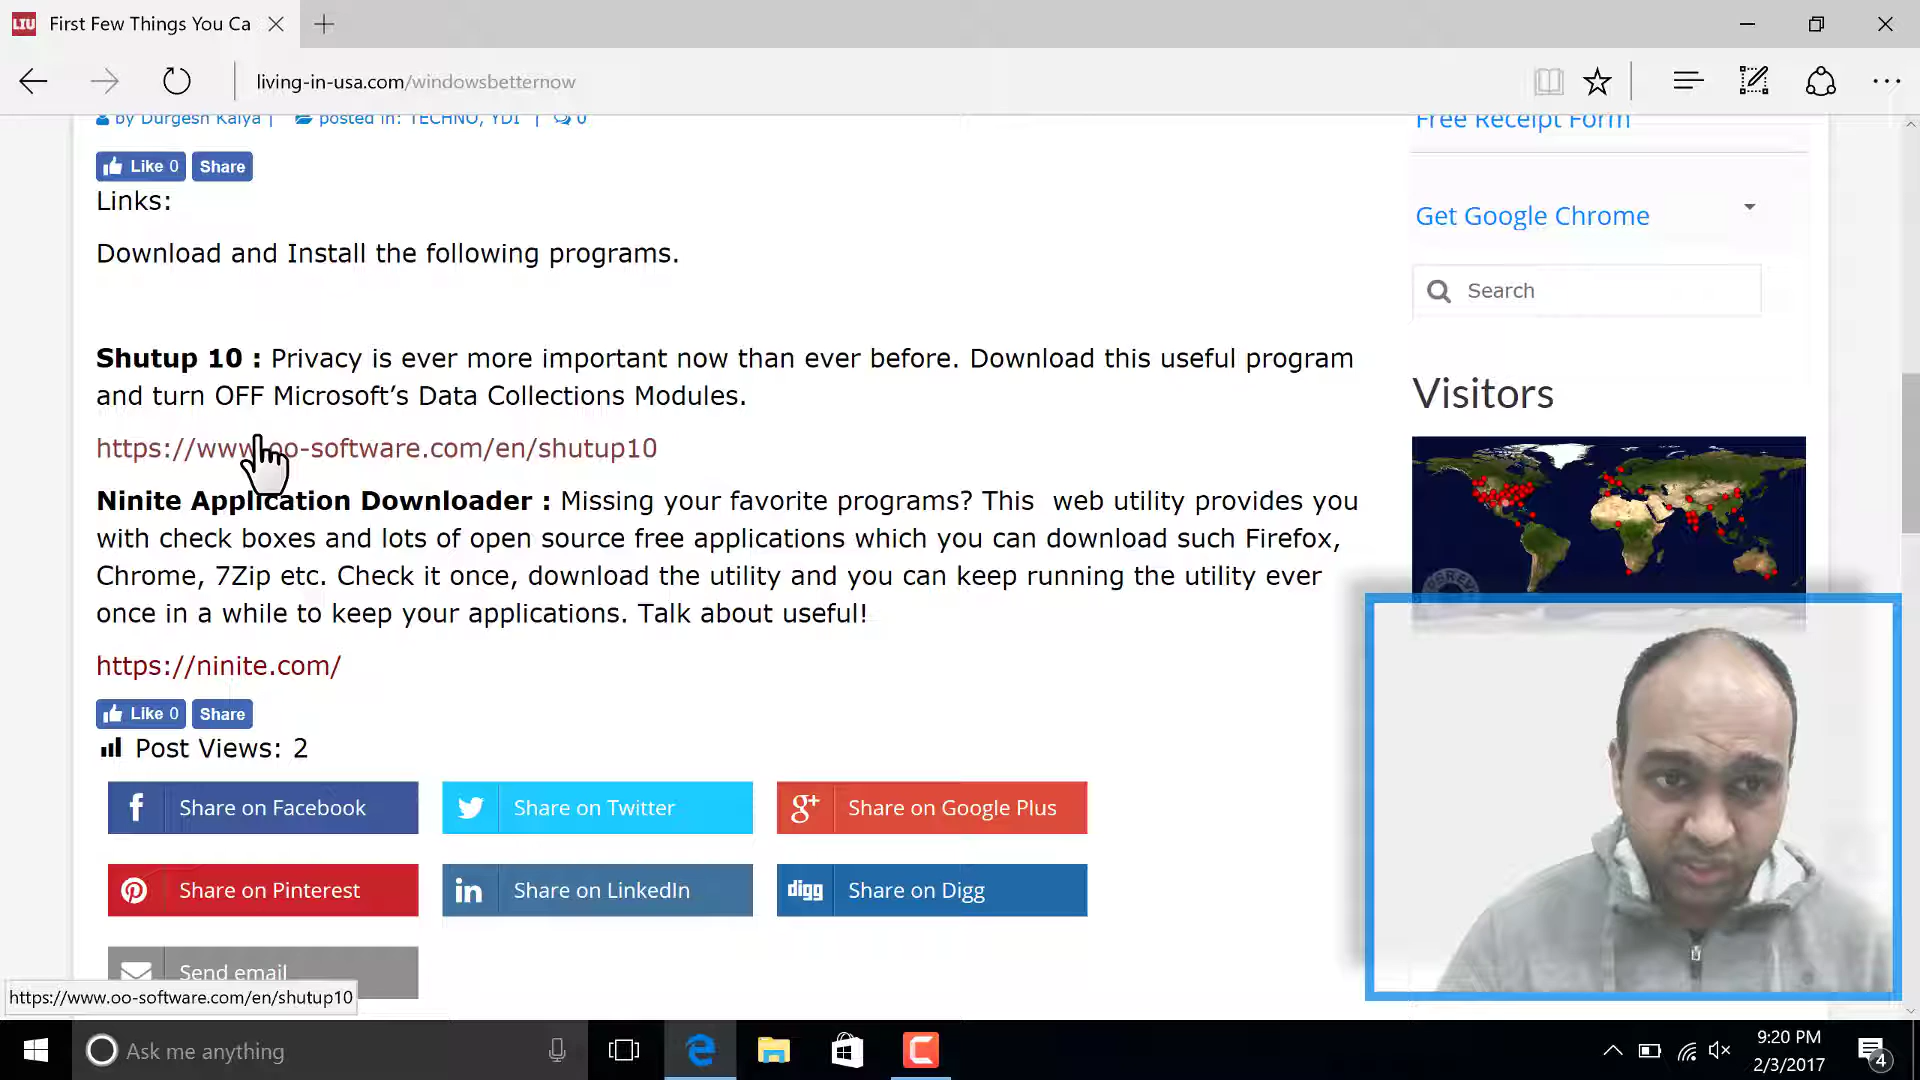 LIU First Few Things You Ca
living-in-usa.com/windowsbetternow
by Durgesh Kalya | posted in: TECHNO, YDI | 0
Like 0 Share
Links:
Download and Install the following programs.
Shutup 10 : Privacy is ever more important now than ever before. Download this useful program
and turn OFF Microsoft’s Data Collections Modules.
https://www.oo-software.com/en/shutup10
Ninite Application Downloader : Missing your favorite programs? This web utility provides you
with check boxes and lots of open source free applications which you can download such Firefox,
Chrome, 7Zip etc. Check it once, download the utility and you can keep running the utility ever
once in a while to keep your applications. Talk about useful!
https://ninite.com/
Like 0 Share
Post Views: 2
Share on Facebook
Share on Twitter
Share on Google Plus
Share on Pinterest
Share on LinkedIn
digg Share on Digg
Send email
https://www.oo-software.com/en/shutup10
Free Receipt Form
Get Google Chrome
Search
Visitors
Ask me anything
9:20 PM
2/3/2017
4